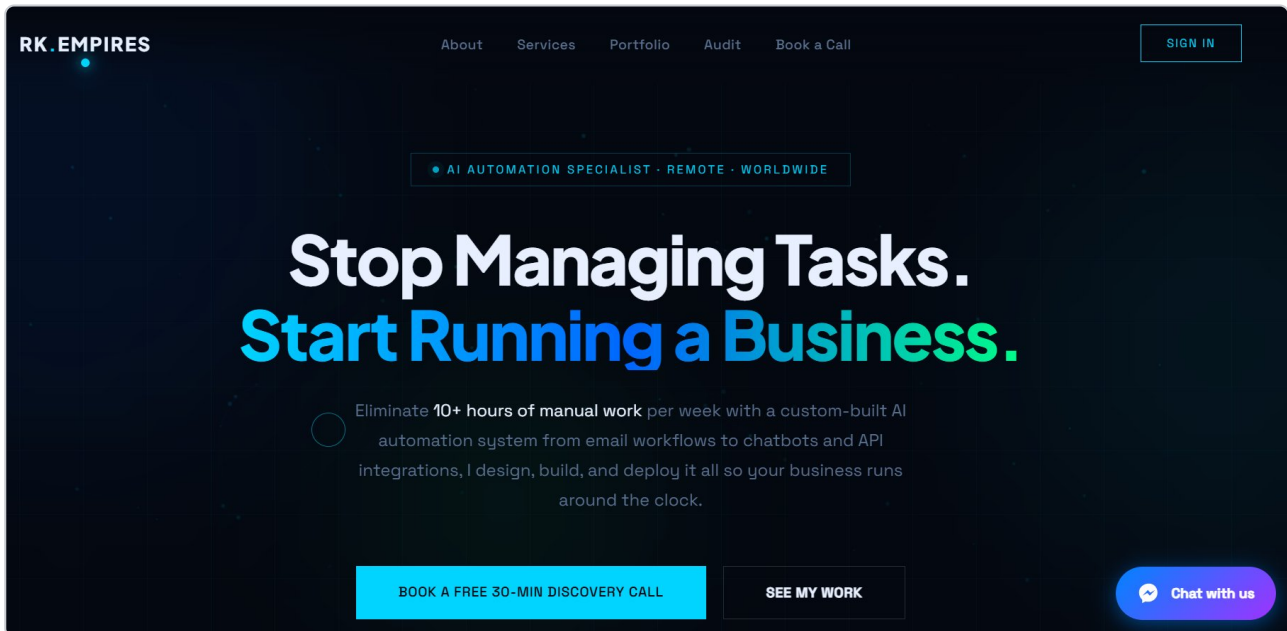 RK.EMPIRES
About
Services
Portfolio
Audit
Book a Call
SIGN IN
AI AUTOMATION SPECIALIST · REMOTE · WORLDWIDE
Stop Managing Tasks.
Start Running a Business.
Eliminate 10+ hours of manual work per week with a custom-built AI
automation system from email workflows to chatbots and API
integrations, I design, build, and deploy it all so your business runs
around the clock.
BOOK A FREE 30-MIN DISCOVERY CALL
SEE MY WORK
Chat with us